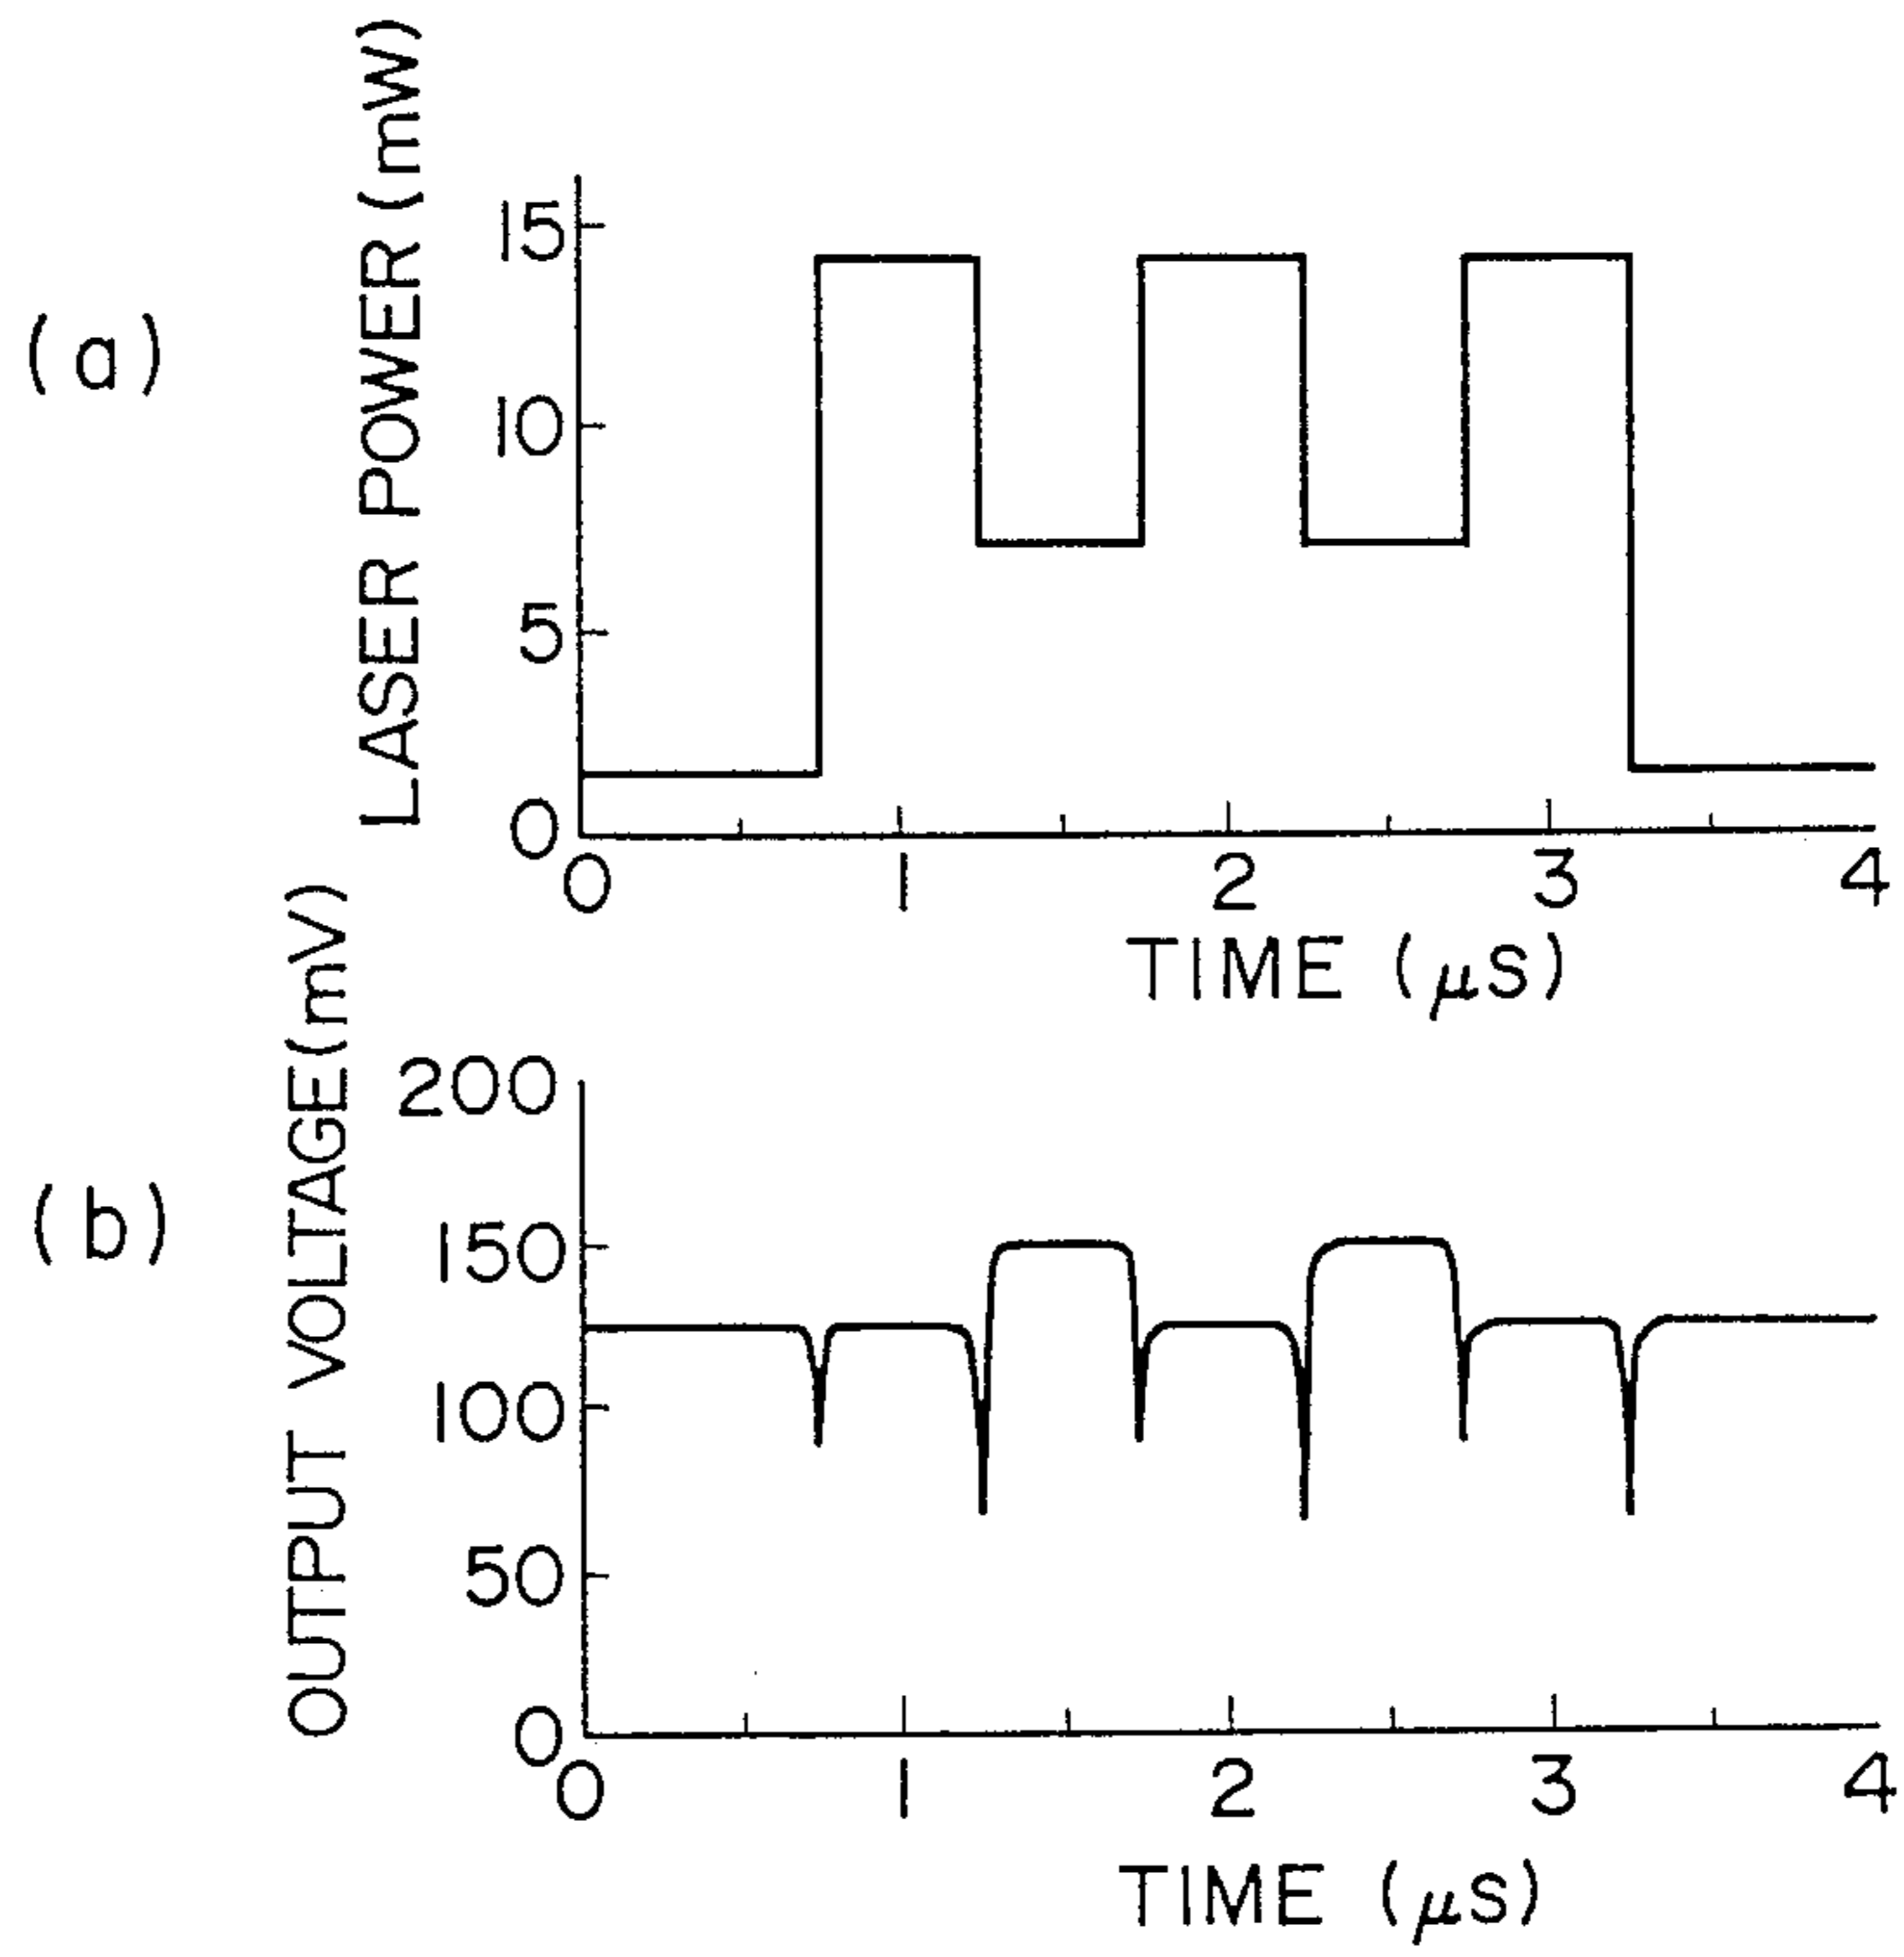 (a)
LASER POWER (mW)
15
10
5
0
0 1 2 3 4
TIME (μs)
(b)
OUTPUT VOLTAGE(mV)
200
150
100
50
0
0 1 2 3 4
TIME (μs)